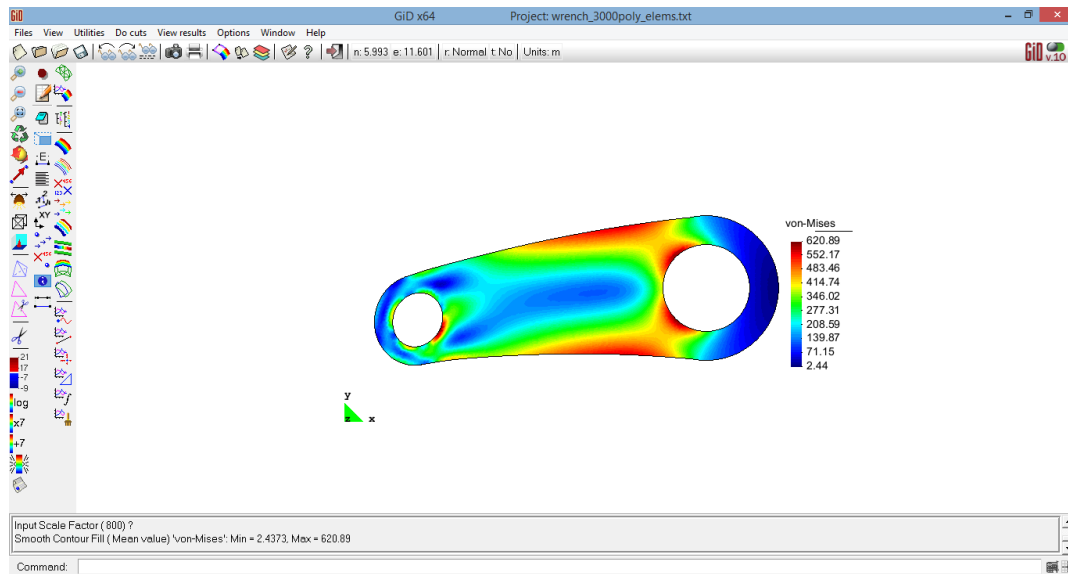 GiD
GiD x64 Project: wrench_3000poly_elems.txt
Files View Utilities Do cuts View results Options Window Help
n: 5.993 e: 11.601 r: Normal t: No Units: m
GiD v.10
E
XY
log
x7
+7
21
17
-7
-9
von-Mises
620.89
552.17
483.46
414.74
346.02
277.31
208.59
139.87
71.15
2.44
y
z x
Input Scale Factor ( 800) ?
Smooth Contour Fill ( Mean value) 'von-Mises': Min = 2.4373, Max = 620.89
Command: